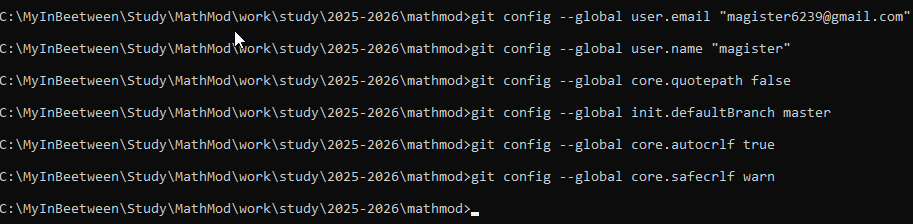 C:\MyInBeetween\Study\MathMod\work\study\2025-2026\mathmod>git config --global user.email "magister6239@gmail.com"
C:\MyInBeetween\Study\MathMod\work\study\2025-2026\mathmod>git config --global user.name "magister"
C:\MyInBeetween\Study\MathMod\work\study\2025-2026\mathmod>git config --global core.quotepath false
C:\MyInBeetween\Study\MathMod\work\study\2025-2026\mathmod>git config --global init.defaultBranch master
C:\MyInBeetween\Study\MathMod\work\study\2025-2026\mathmod>git config --global core.autocrlf true
C:\MyInBeetween\Study\MathMod\work\study\2025-2026\mathmod>git config --global core.safecrlf warn
C:\MyInBeetween\Study\MathMod\work\study\2025-2026\mathmod>